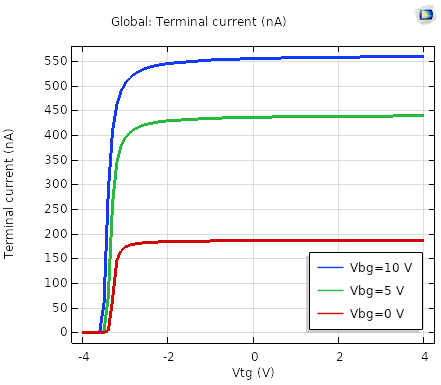 Global: Terminal current (nA)
Terminal current (nA)
550
500
450
400
350
300
250
200
150
100
50
0
-4
-2
0
2
4
Vtg (V)
Vbg=10 V
Vbg=5 V
Vbg=0 V